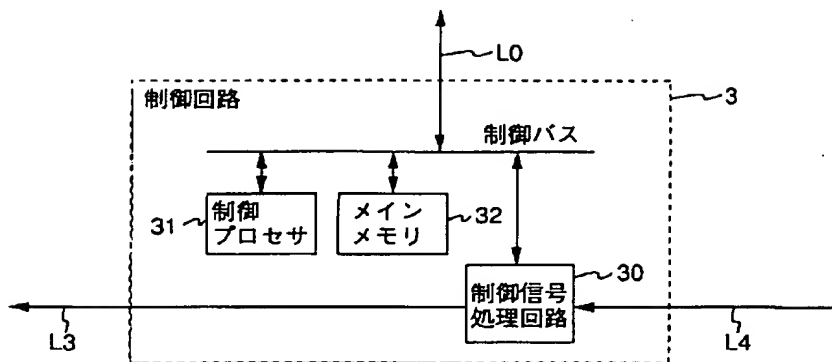 L0
3
制御回路
制御バス
31
制御
プロセサ
メイン
メモリ
32
30
制御信号
処理回路
L3
L4